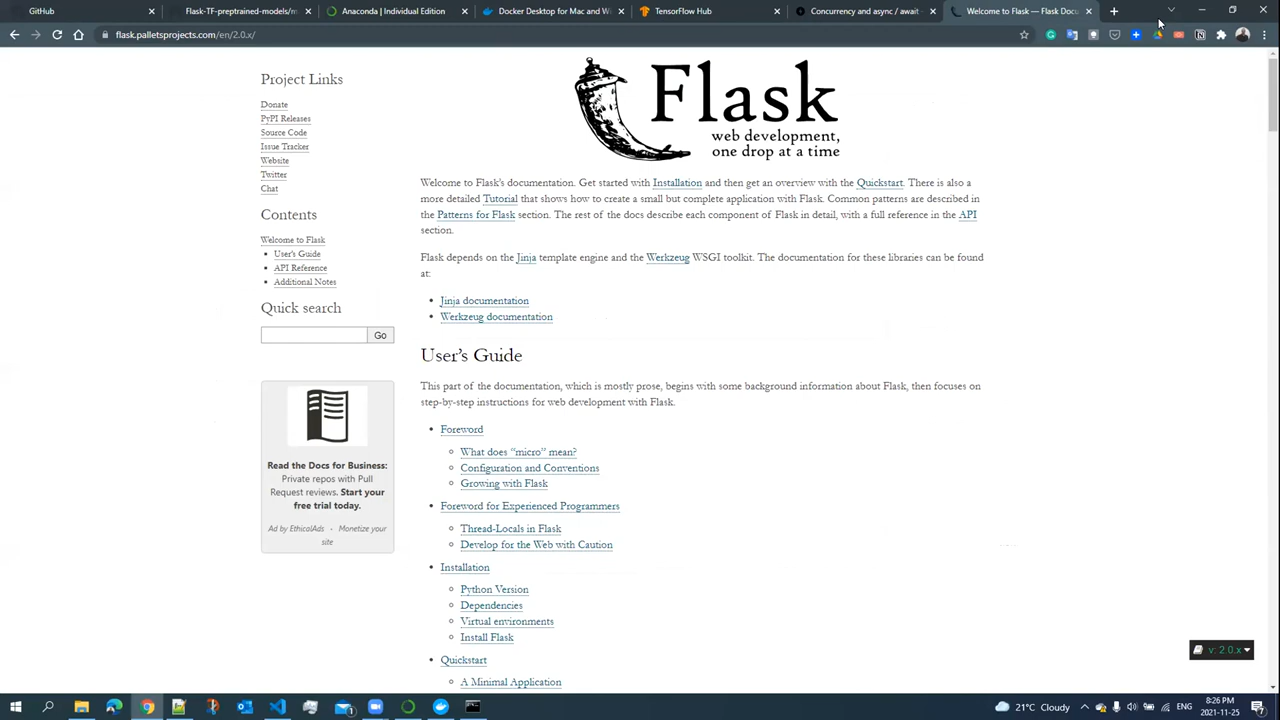 GitHub
Flask-TF-pretrained-models/m
Anaconda | Individual Edition
Docker Desktop for Mac and Wi
TensorFlow Hub
Concurrency and async / await
Welcome to Flask — Flask Docu
flask.palletsprojects.com/en/2.0.x/
Project Links
Donate
PyPI Releases
Source Code
Issue Tracker
Website
Twitter
Chat
Contents
Welcome to Flask
User's Guide
API Reference
Additional Notes
Quick search
Go
Read the Docs for Business:
Private repos with Pull
Request reviews. Start your
free trial today.
Ad by EthicalAds · Monetize your
site
Flask
web development,
one drop at a time
Welcome to Flask's documentation. Get started with Installation and then get an overview with the Quickstart. There is also a
more detailed Tutorial that shows how to create a small but complete application with Flask. Common patterns are described in
the Patterns for Flask section. The rest of the docs describe each component of Flask in detail, with a full reference in the API
section.
Flask depends on the Jinja template engine and the Werkzeug WSGI toolkit. The documentation for these libraries can be found
at:
Jinja documentation
Werkzeug documentation
User's Guide
This part of the documentation, which is mostly prose, begins with some background information about Flask, then focuses on
step-by-step instructions for web development with Flask.
Foreword
What does “micro” mean?
Configuration and Conventions
Growing with Flask
Foreword for Experienced Programmers
Thread-Locals in Flask
Develop for the Web with Caution
Installation
Python Version
Dependencies
Virtual environments
Install Flask
Quickstart
A Minimal Application
v: 2.0.x
21°C Clear
ENG
8:26 PM
2021-11-25